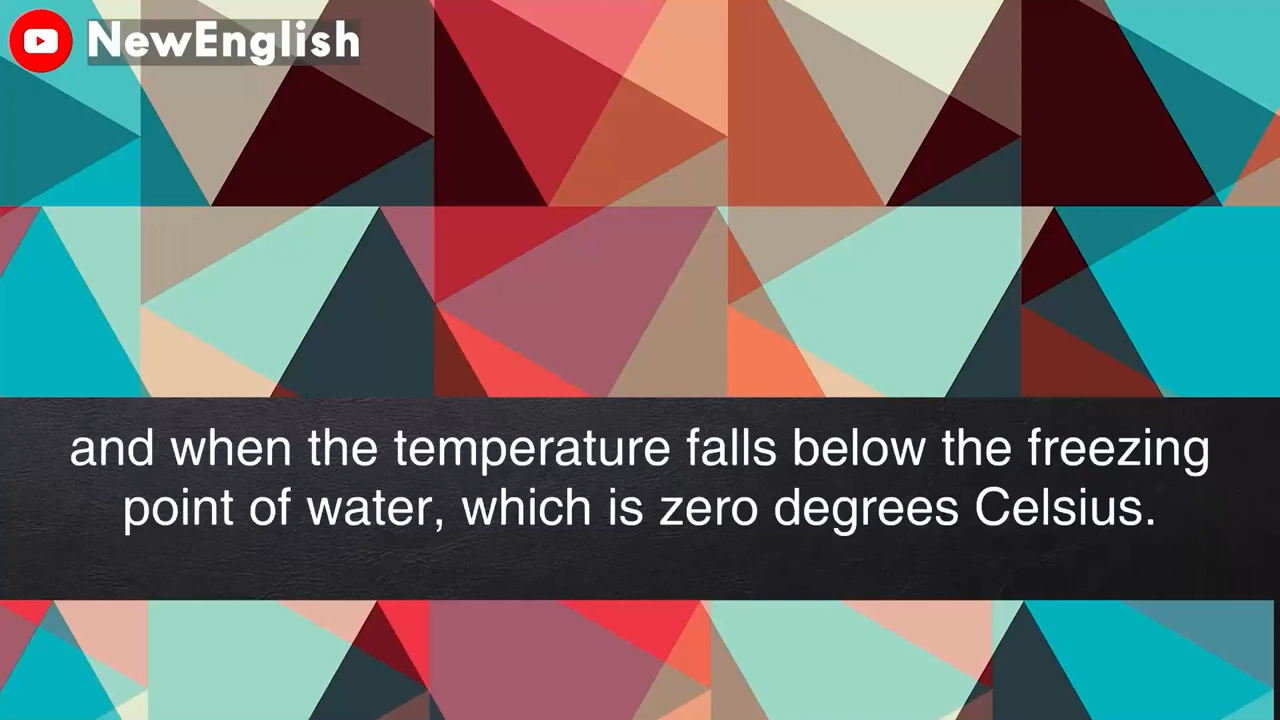 NewEnglish
and when the temperature falls below the freezing
point of water, which is zero degrees Celsius.